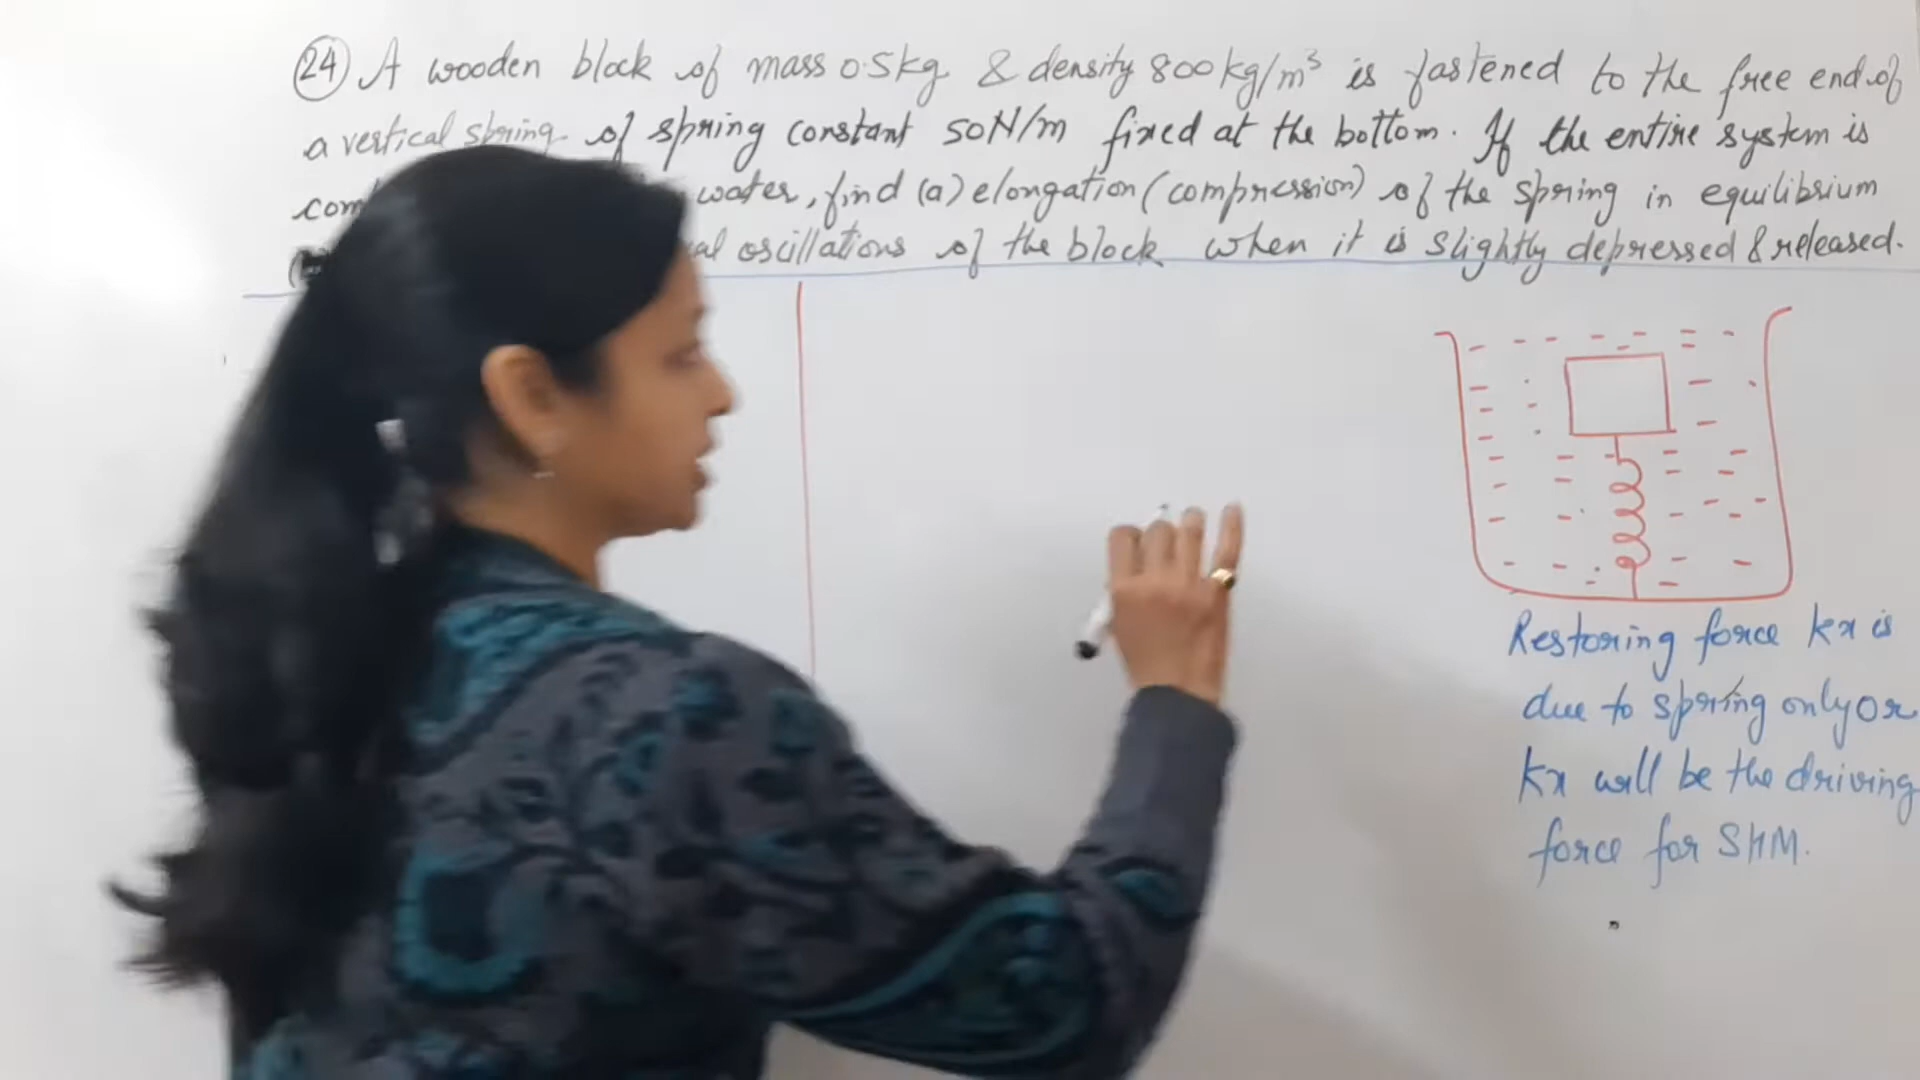 24 A wooden block of mass 0.5kg & density 800 kg/m³ is fastened to the free end of
a vertical spring of spring constant 50N/m fixed at the bottom. If the entire system is
water, find (a) elongation (compression) of the spring in equilibrium
oscillations of the block when it is slightly depressed & released.
Restoring force kx is
due to spring only or
kx will be the driving
force for SHM.